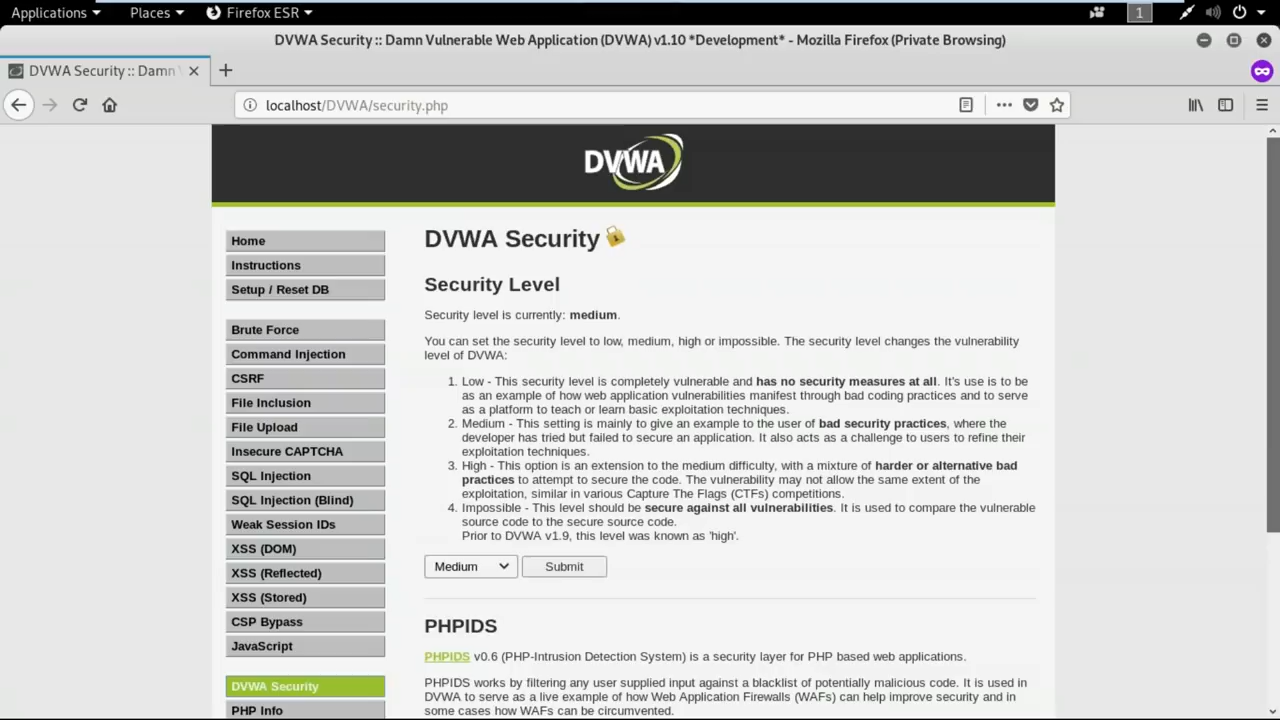 Applications Places Firefox ESR 1
DVWA Security :: Damn Vulnerable Web Application (DVWA) v1.10 *Development* - Mozilla Firefox (Private Browsing)
DVWA Security :: Damn
localhost/DVWA/security.php
DVWA
Home
Instructions
Setup / Reset DB
Brute Force
Command Injection
CSRF
File Inclusion
File Upload
Insecure CAPTCHA
SQL Injection
SQL Injection (Blind)
Weak Session IDs
XSS (DOM)
XSS (Reflected)
XSS (Stored)
CSP Bypass
JavaScript
DVWA Security
PHP Info
DVWA Security
Security Level
Security level is currently: medium.
You can set the security level to low, medium, high or impossible. The security level changes the vulnerability
level of DVWA:
1. Low - This security level is completely vulnerable and has no security measures at all. It's use is to be
as an example of how web application vulnerabilities manifest through bad coding practices and to serve
as a platform to teach or learn basic exploitation techniques.
2. Medium - This setting is mainly to give an example to the user of bad security practices, where the
developer has tried but failed to secure an application. It also acts as a challenge to users to refine their
exploitation techniques.
3. High - This option is an extension to the medium difficulty, with a mixture of harder or alternative bad
practices to attempt to secure the code. The vulnerability may not allow the same extent of the
exploitation, similar in various Capture The Flags (CTFs) competitions.
4. Impossible - This level should be secure against all vulnerabilities. It is used to compare the vulnerable
source code to the secure source code.
Prior to DVWA v1.9, this level was known as 'high'.
Medium Submit
PHPIDS
PHPIDS v0.6 (PHP-Intrusion Detection System) is a security layer for PHP based web applications.
PHPIDS works by filtering any user supplied input against a blacklist of potentially malicious code. It is used in
DVWA to serve as a live example of how Web Application Firewalls (WAFs) can help improve security and in
some cases how WAFs can be circumvented.